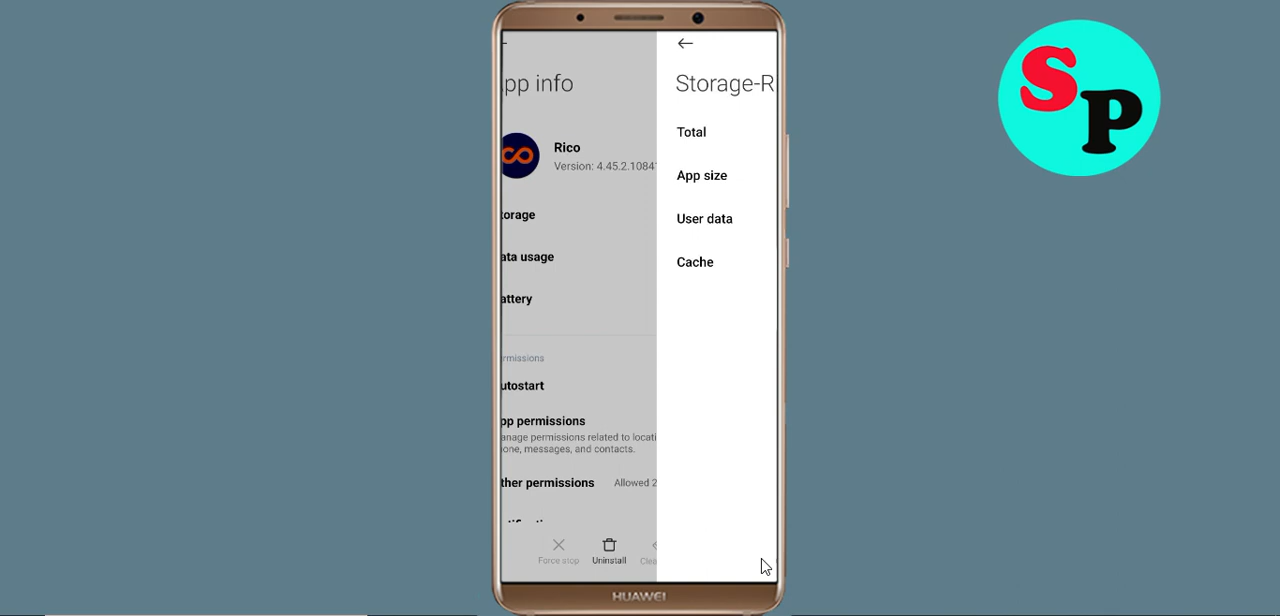 pp info
Rico
Version: 4.45.2.1084
torage
ata usage
attery
rmissions
utostart
pp permissions
anage permissions related to locati
one, messages, and contacts.
ther permissions Allowed 2
Force stop
Uninstall
Clea
Storage-R
Total
App size
User data
Cache
HUAWEI
SP